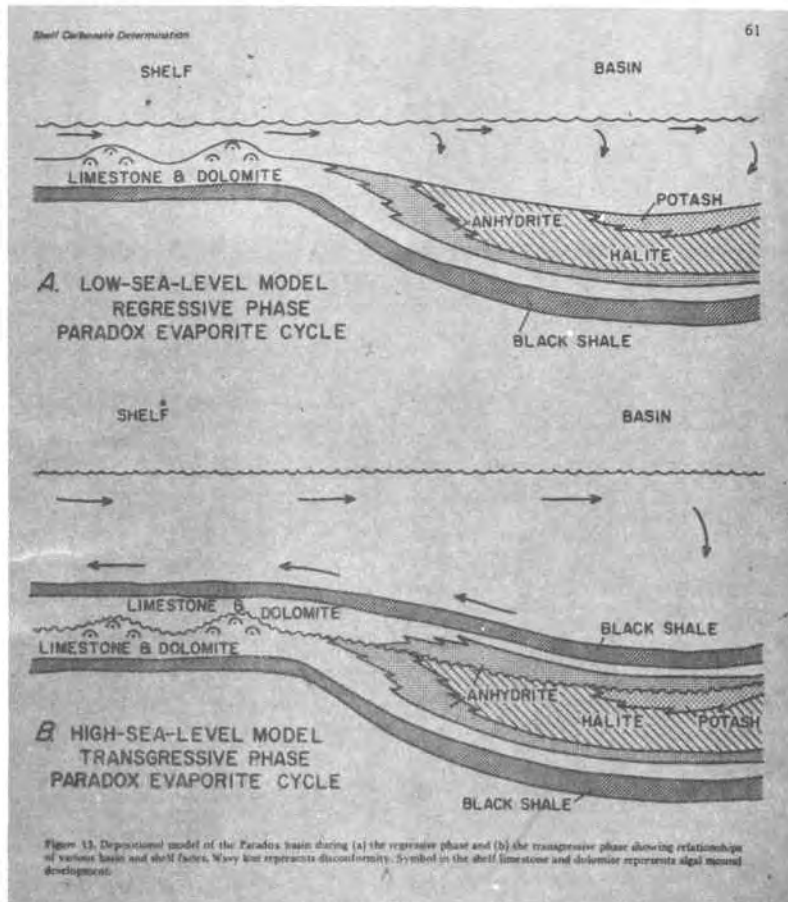 Shelf Carbonate Determination
61
SHELF
BASIN
LIMESTONE & DOLOMITE
POTASH
ANHYDRITE
HALITE
A. LOW-SEA-LEVEL MODEL
REGRESSIVE PHASE
PARADOX EVAPORITE CYCLE
BLACK SHALE
SHELF
BASIN
LIMESTONE & DOLOMITE
BLACK SHALE
LIMESTONE & DOLOMITE
ANHYDRITE
HALITE
POTASH
B. HIGH-SEA-LEVEL MODEL
TRANSGRESSIVE PHASE
PARADOX EVAPORITE CYCLE
BLACK SHALE
Figure 13. Depositional model of the Paradox basin during (a) the regressive phase and (b) the transgressive phase showing relationships
of various basin and shelf facies. Wavy line represents disconformity. Symbol in the shelf limestone and dolomite represents algal mound
development.